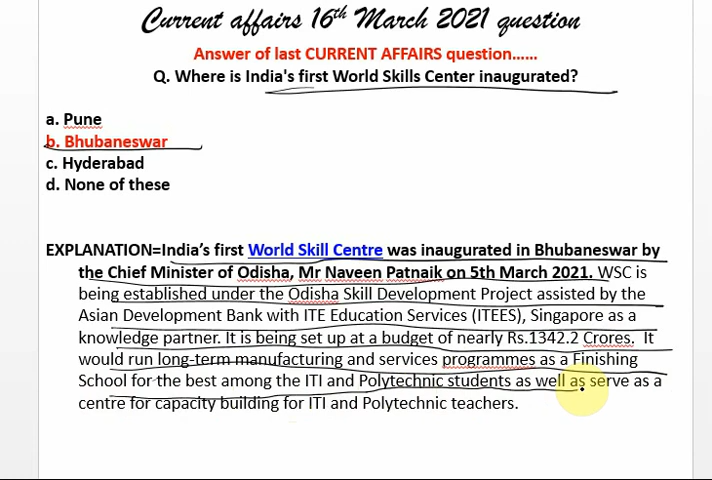 Current affairs 16th March 2021 question
Answer of last CURRENT AFFAIRS question......
Q. Where is India's first World Skills Center inaugurated?
a. Pune
b. Bhubaneswar
c. Hyderabad
d. None of these
EXPLANATION=India's first World Skill Centre was inaugurated in Bhubaneswar by
the Chief Minister of Odisha, Mr Naveen Patnaik on 5th March 2021. WSC is
being established under the Odisha Skill Development Project assisted by the
Asian Development Bank with ITE Education Services (ITEES), Singapore as a
knowledge partner. It is being set up at a budget of nearly Rs.1342.2 Crores. It
would run long-term manufacturing and services programmes as a Finishing
School for the best among the ITI and Polytechnic students as well as serve as a
centre for capacity building for ITI and Polytechnic teachers.